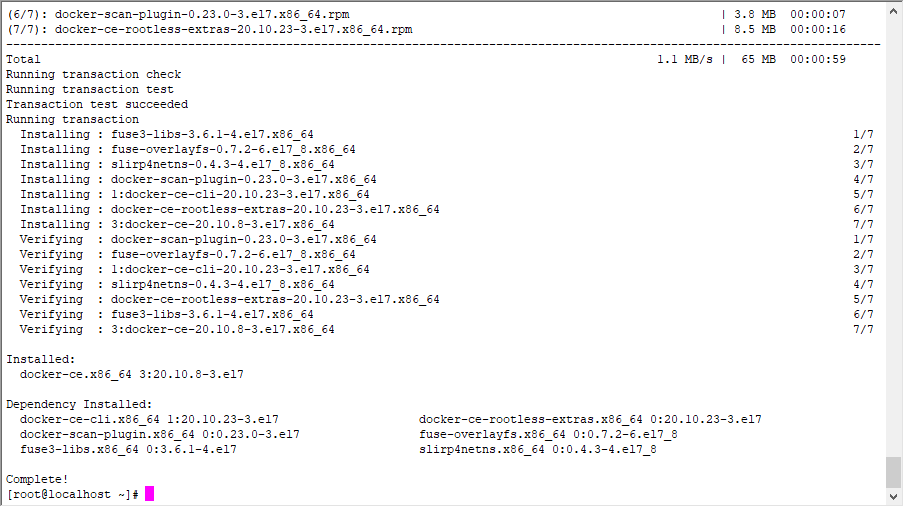 (6/7): docker-scan-plugin-0.23.0-3.el7.x86_64.rpm | 3.8 MB 00:00:07
(7/7): docker-ce-rootless-extras-20.10.23-3.el7.x86_64.rpm | 8.5 MB 00:00:16
--------------------------------------------------------------------------------------------------------------------------------
Total 1.1 MB/s | 65 MB 00:00:59
Running transaction check
Running transaction test
Transaction test succeeded
Running transaction
  Installing : fuse3-libs-3.6.1-4.el7.x86_64 1/7
  Installing : fuse-overlayfs-0.7.2-6.el7_8.x86_64 2/7
  Installing : slirp4netns-0.4.3-4.el7_8.x86_64 3/7
  Installing : docker-scan-plugin-0.23.0-3.el7.x86_64 4/7
  Installing : 1:docker-ce-cli-20.10.23-3.el7.x86_64 5/7
  Installing : docker-ce-rootless-extras-20.10.23-3.el7.x86_64 6/7
  Installing : 3:docker-ce-20.10.8-3.el7.x86_64 7/7
  Verifying  : docker-scan-plugin-0.23.0-3.el7.x86_64 1/7
  Verifying  : fuse-overlayfs-0.7.2-6.el7_8.x86_64 2/7
  Verifying  : 1:docker-ce-cli-20.10.23-3.el7.x86_64 3/7
  Verifying  : slirp4netns-0.4.3-4.el7_8.x86_64 4/7
  Verifying  : docker-ce-rootless-extras-20.10.23-3.el7.x86_64 5/7
  Verifying  : fuse3-libs-3.6.1-4.el7.x86_64 6/7
  Verifying  : 3:docker-ce-20.10.8-3.el7.x86_64 7/7

Installed:
  docker-ce.x86_64 3:20.10.8-3.el7

Dependency Installed:
  docker-ce-cli.x86_64 1:20.10.23-3.el7 docker-ce-rootless-extras.x86_64 0:20.10.23-3.el7
  docker-scan-plugin.x86_64 0:0.23.0-3.el7 fuse-overlayfs.x86_64 0:0.7.2-6.el7_8
  fuse3-libs.x86_64 0:3.6.1-4.el7 slirp4netns.x86_64 0:0.4.3-4.el7_8

Complete!
[root@localhost ~]#